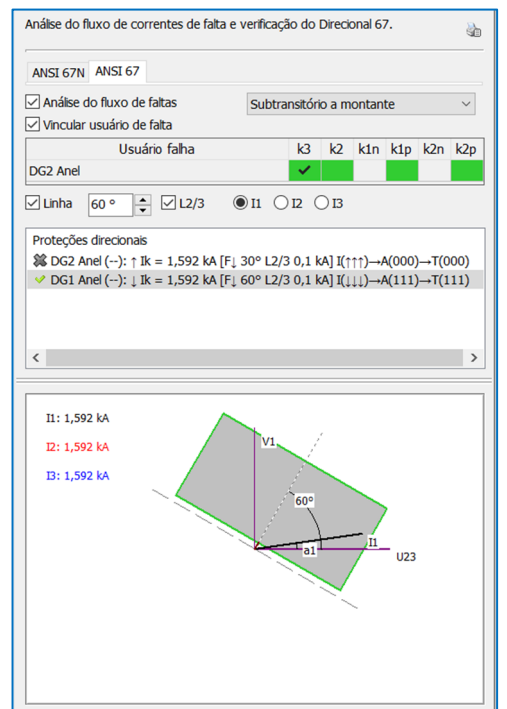 Análise do fluxo de correntes de falta e verificação do Direcional 67.
ANSI 67N ANSI 67
Análise do fluxo de faltas Subtransitório a montante
Vincular usuário de falta
Usuário falha k3 k2 k1n k1p k2n k2p
DG2 Anel
Linha 60 ° L2/3 I1 I2 I3
Proteções direcionais
DG2 Anel (--): ↑ Ik = 1,592 kA [F↓ 30° L2/3 0,1 kA] I(↑↑↑)→A(000)→T(000)
DG1 Anel (--): ↓ Ik = 1,592 kA [F↓ 60° L2/3 0,1 kA] I(↓↓↓)→A(111)→T(111)
I1: 1,592 kA
I2: 1,592 kA
I3: 1,592 kA
V1
60°
I1
a1
U23